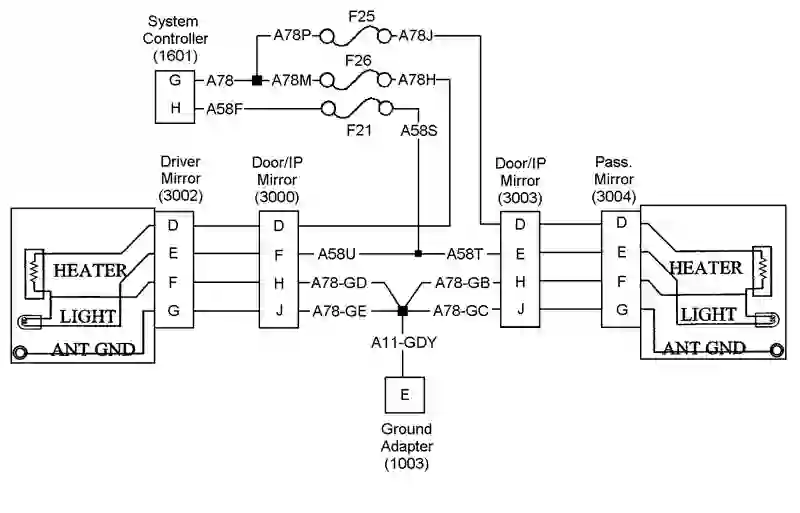 System
Controller
(1601)
F25
A78P
A78J
G
A78
A78M
F26
A78H
H
A58F
F21
A58S
Driver
Mirror
(3002)
Door/IP
Mirror
(3000)
Door/IP
Mirror
(3003)
Pass.
Mirror
(3004)
D
D
D
D
E
F
A58U
A58T
E
E
HEATER
HEATER
F
H
A78-GD
A78-GB
H
F
LIGHT
LIGHT
G
J
A78-GE
A78-GC
J
G
ANT GND
ANT GND
A11-GDY
E
Ground
Adapter
(1003)